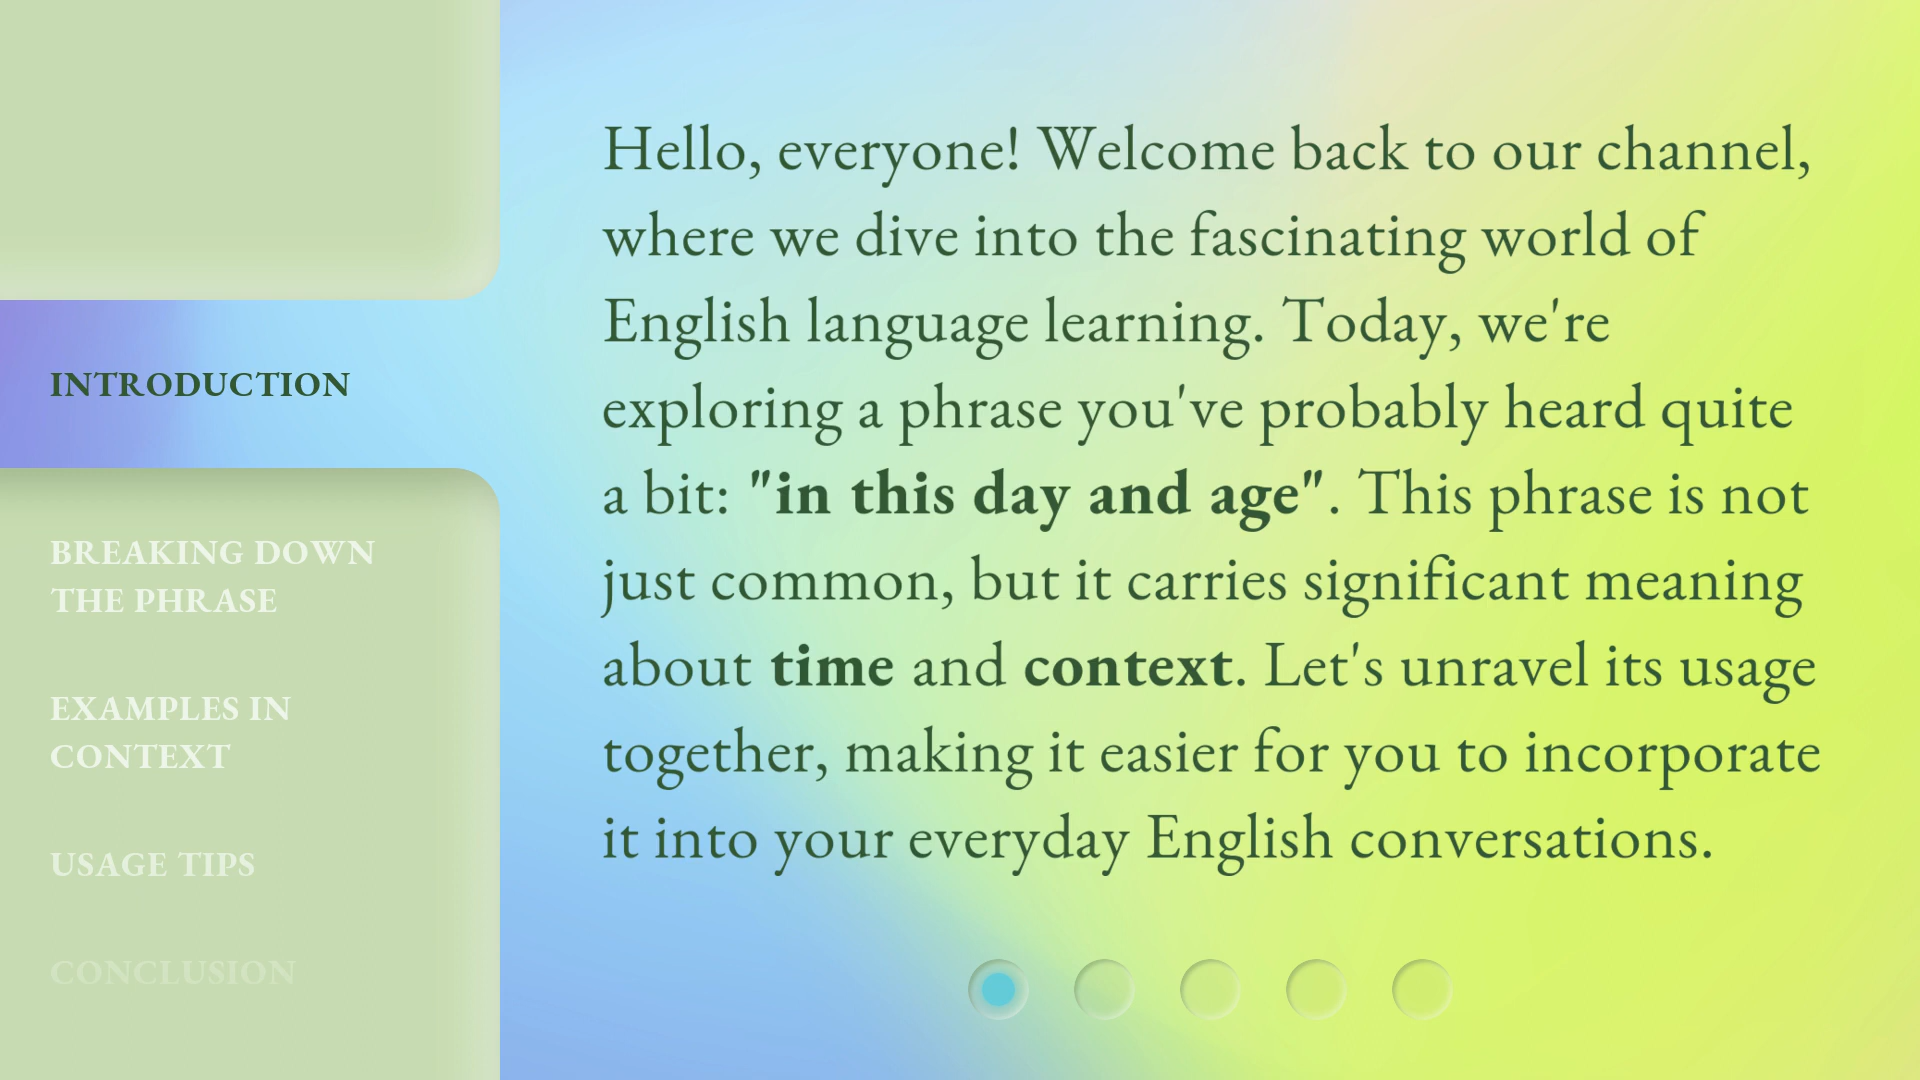 INTRODUCTION
BREAKING DOWN
THE PHRASE
EXAMPLES IN
CONTEXT
USAGE TIPS
CONCLUSION
Hello, everyone! Welcome back to our channel,
where we dive into the fascinating world of
English language learning. Today, we're
exploring a phrase you've probably heard quite
a bit: "in this day and age". This phrase is not
just common, but it carries significant meaning
about time and context. Let's unravel its usage
together, making it easier for you to incorporate
it into your everyday English conversations.